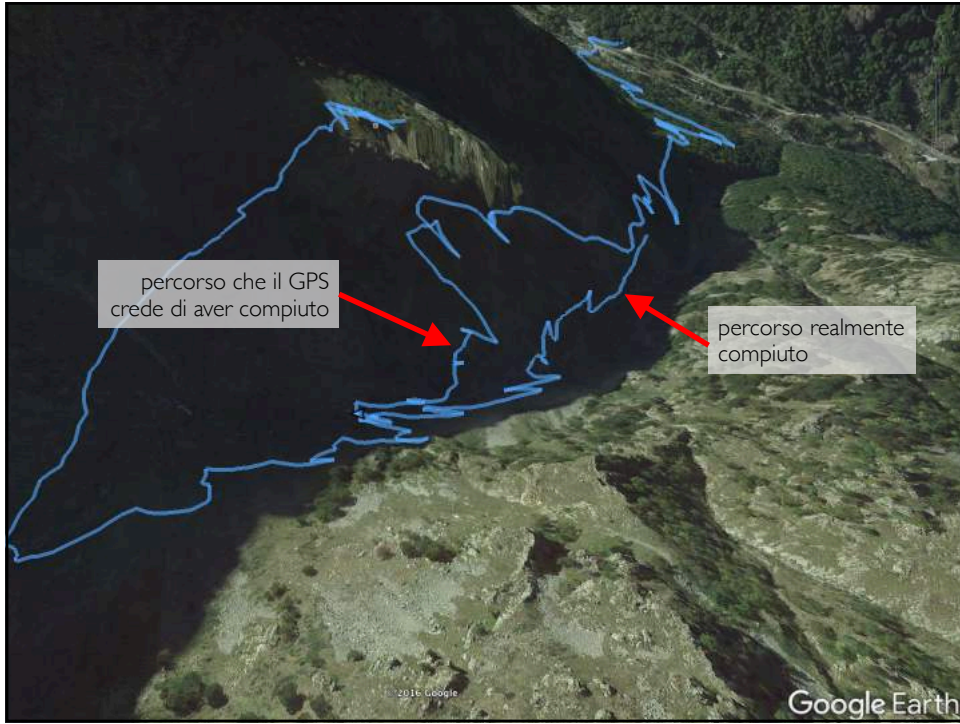 percorso che il GPS
crede di aver compiuto
percorso realmente
compiuto
2016 Google
Google Earth